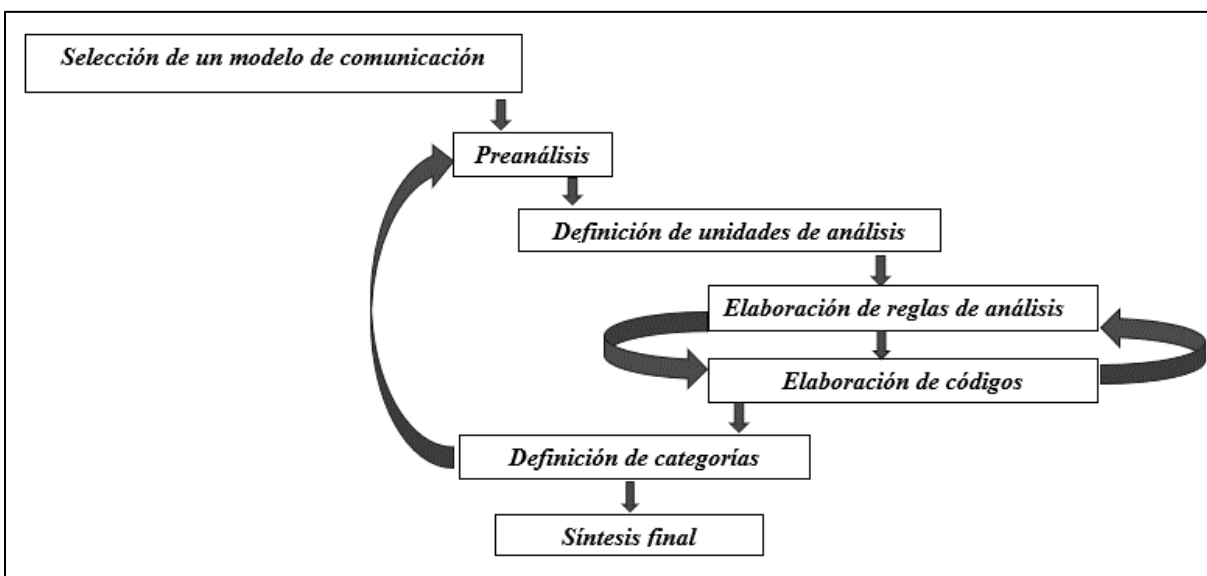 Selección de un modelo de comunicación
Preanálisis
Definición de unidades de análisis
Elaboración de reglas de análisis
Elaboración de códigos
Definición de categorías
Síntesis final